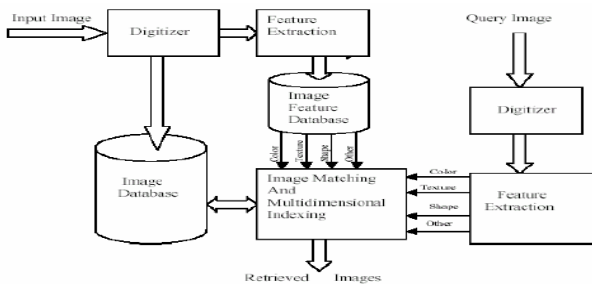 Input Image
Digitizer
Feature
Extraction
Query Image
Image
Feature
Database
Digitizer
Color
Texture
Shape
Other
Image
Database
Image Matching
And
Multidimensional
Indexing
Color
Texture
Shape
Other
Feature
Extraction
Retrieved Images